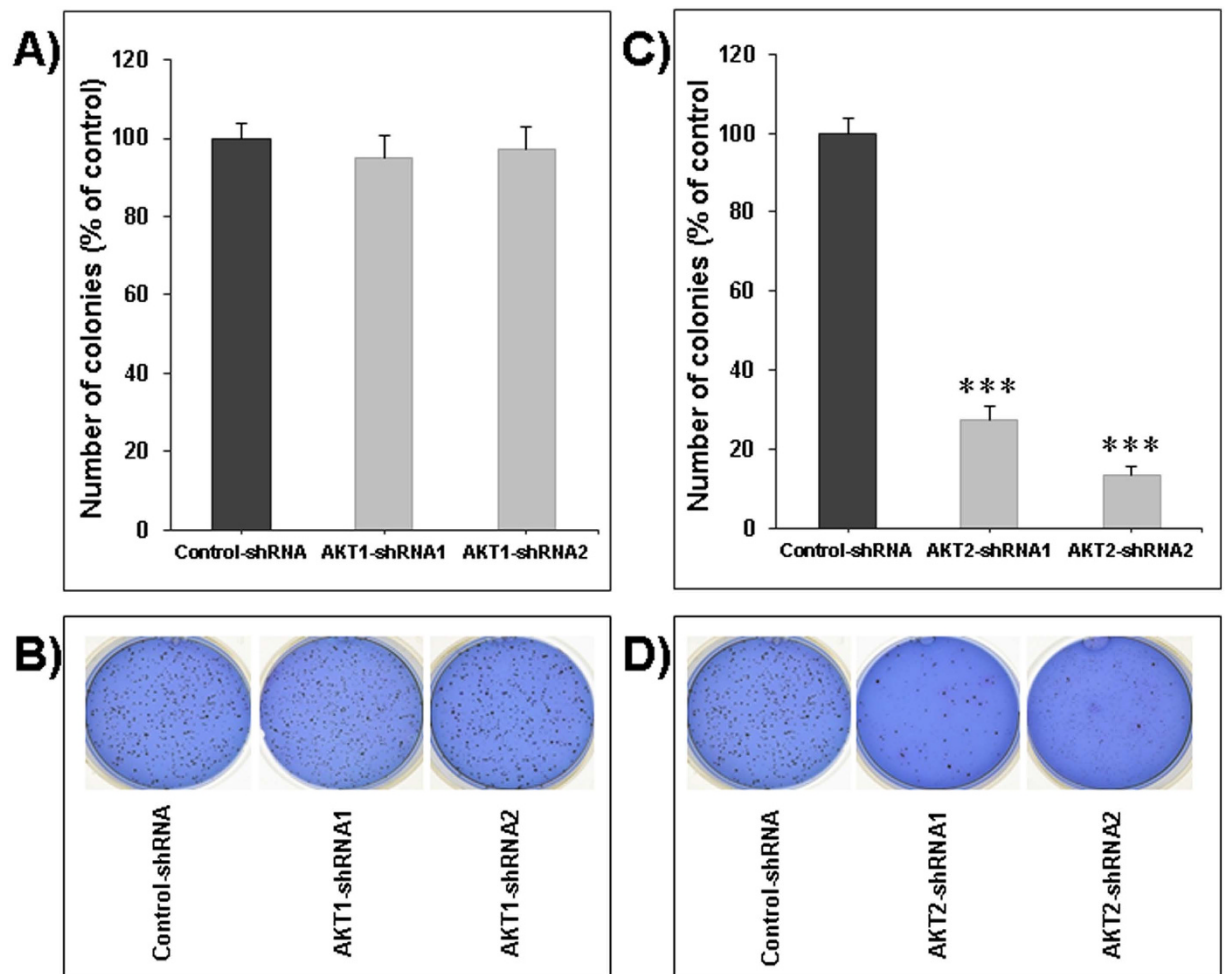 A)
Number of colonies (% of control)
120
100
80
60
40
20
0
Control-shRNA AKT1-shRNA1 AKT1-shRNA2
C)
Number of colonies (% of control
120
100
80
60
40
20
0
***
***
Control-shRNA AKT2-shRNA1 AKT2-shRNA2
B)
Control-shRNA
AKT1-shRNA1
AKT1-shRNA2
D)
Control-shRNA
AKT2-shRNA1
AKT2-shRNA2